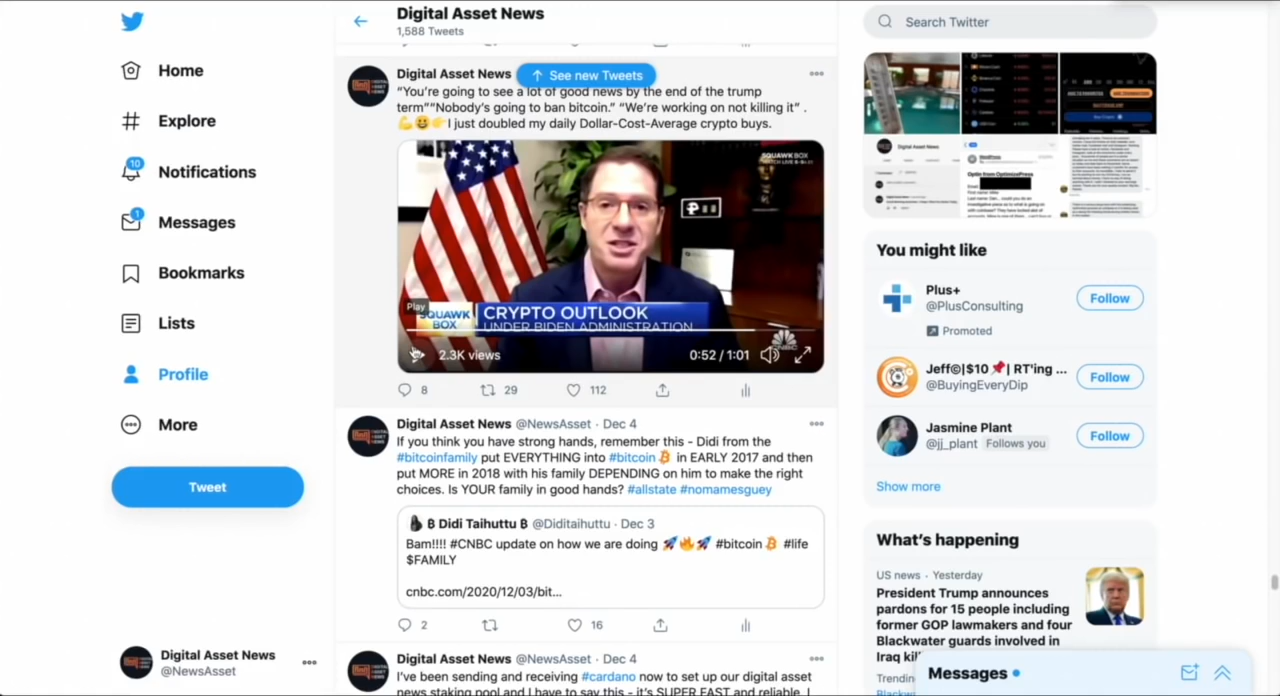 Digital Asset News
1,588 Tweets
Search Twitter
Home
Explore
10
Notifications
1
Messages
Bookmarks
Lists
Profile
More
Tweet
Digital Asset News
@NewsAsset
Digital Asset News
See new Tweets
“You're going to see a lot of good news by the end of the trump
term”“Nobody's going to ban bitcoin.” “We're working on not killing it” .
💪😃👉I just doubled my daily Dollar-Cost-Average crypto buys.
SQUAWK BOX
Play
SQUAWK
BOX
CRYPTO OUTLOOK
UNDER BIDEN ADMINISTRATION
2.3K views
0:52 / 1:01
8
29
112
Digital Asset News @NewsAsset · Dec 4
If you think you have strong hands, remember this - Didi from the
#bitcoinfamily put EVERYTHING into #bitcoin in EARLY 2017 and then
put MORE in 2018 with his family DEPENDING on him to make the right
choices. Is YOUR family in good hands? #allstate #nomamesguey
₿ Didi Taihuttu ₿ @Diditaihuttu · Dec 3
Bam!!!! #CNBC update on how we are doing 🚀🔥🚀 #bitcoin #life
$FAMILY
cnbc.com/2020/12/03/bit...
2
16
Digital Asset News @NewsAsset · Dec 4
I've been sending and receiving #cardano now to set up our digital asset
news staking pool and I have to say this - it's SUPER FAST and reliable. I
Digital Asset News
Optin from OptimizePress
You might like
Plus+
@PlusConsulting
Promoted
Follow
Jeff©|$10 📌| RT'ing ...
@BuyingEveryDip
Follow
Jasmine Plant
@jj_plant Follows you
Follow
Show more
What's happening
US news · Yesterday
President Trump announces
pardons for 15 people including
former GOP lawmakers and four
Blackwater guards involved in
Iraq
Trending
Messages